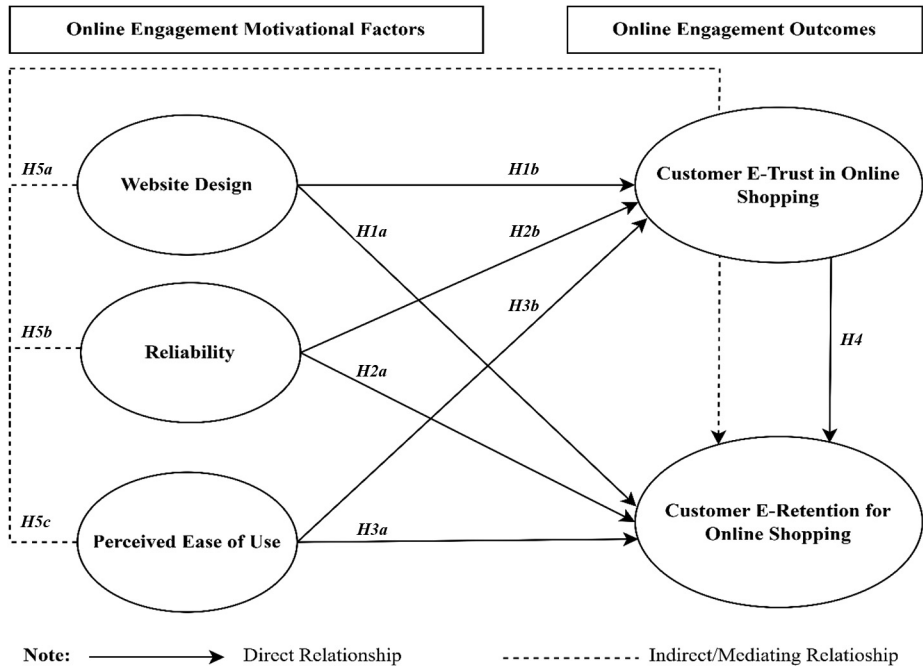 Online Engagement Motivational Factors
Online Engagement Outcomes
H5a
Website Design
H1b
Customer E-Trust in Online
Shopping
H1a
H2b
H3b
H5b
Reliability
H2a
H4
H5c
Perceived Ease of Use
H3a
Customer E-Retention for
Online Shopping
Note:
Direct Relationship
Indirect/Mediating Relatioship